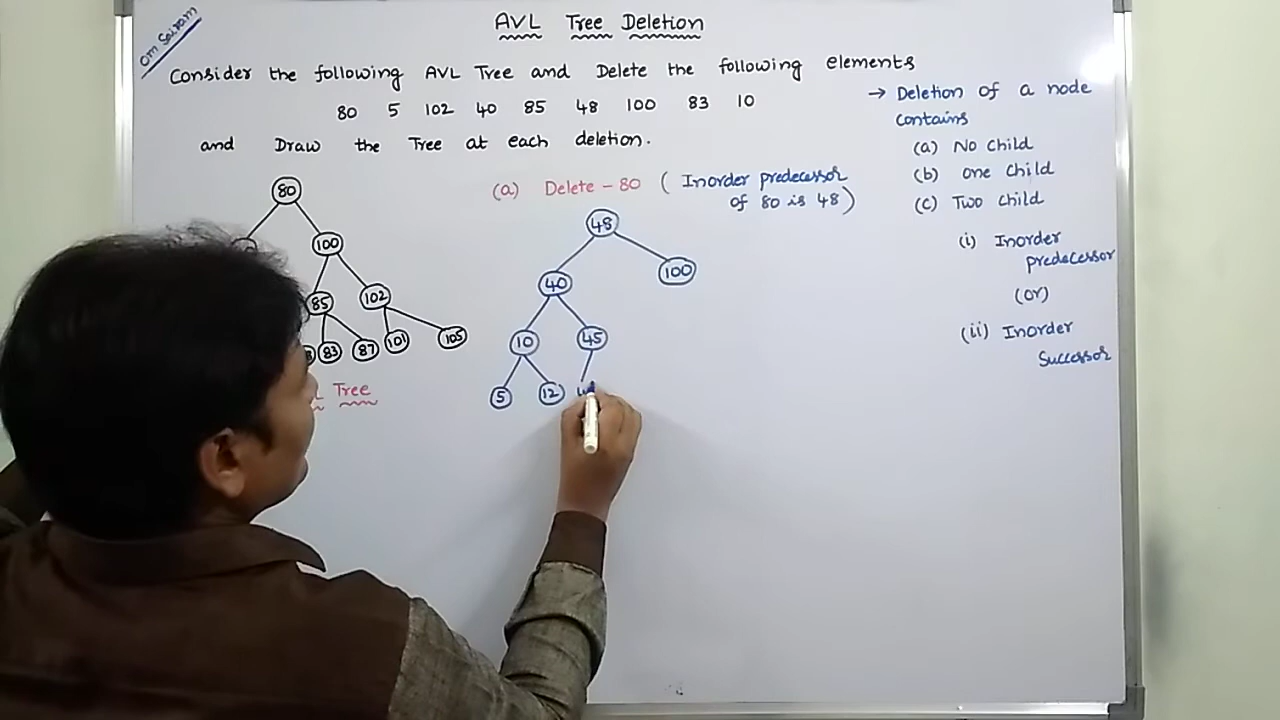 Om Sairam
AVL Tree Deletion
Consider the following AVL Tree and Delete the following elements
80 5 102 40 85 48 100 83 10
and Draw the Tree at each deletion.
→ Deletion of a node
contains
(a) No child
(b) one child
(c) Two child
(i) Inorder
predecessor
(or)
(ii) Inorder
Successor
80
100
85 102
83 87 101 105
Tree
(a) Delete - 80 ( Inorder predecessor
of 80 is 48 )
48
40 100
10 45
5 12